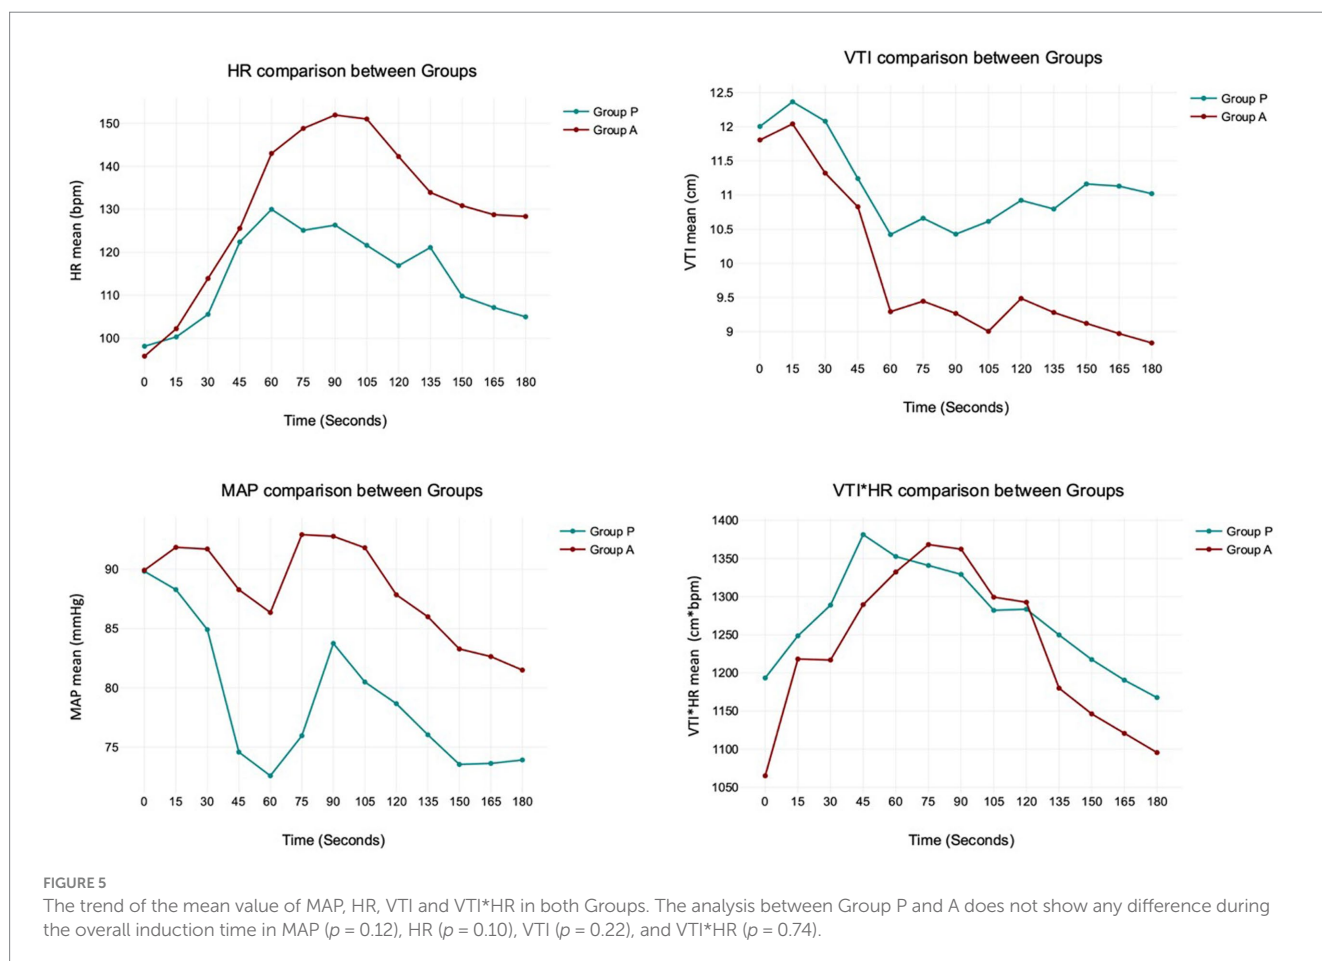 HR comparison between Groups
Group P
Group A
HR mean (bpm)
150
140
130
120
110
100
0 15 30 45 60 75 90 105 120 135 150 165 180
Time (Seconds)
VTI comparison between Groups
Group P
Group A
VTI mean (cm)
12.5
12
11.5
11
10.5
10
9.5
9
0 15 30 45 60 75 90 105 120 135 150 165 180
Time (Seconds)
MAP comparison between Groups
Group P
Group A
MAP mean (mmHg)
90
85
80
75
0 15 30 45 60 75 90 105 120 135 150 165 180
Time (Seconds)
VTI*HR comparison between Groups
Group P
Group A
VTI*HR mean (cm*bpm)
1400
1350
1300
1250
1200
1150
1100
1050
0 15 30 45 60 75 90 105 120 135 150 165 180
Time (Seconds)
FIGURE 5
The trend of the mean value of MAP, HR, VTI and VTI*HR in both Groups. The analysis between Group P and A does not show any difference during
the overall induction time in MAP (p = 0.12), HR (p = 0.10), VTI (p = 0.22), and VTI*HR (p = 0.74).